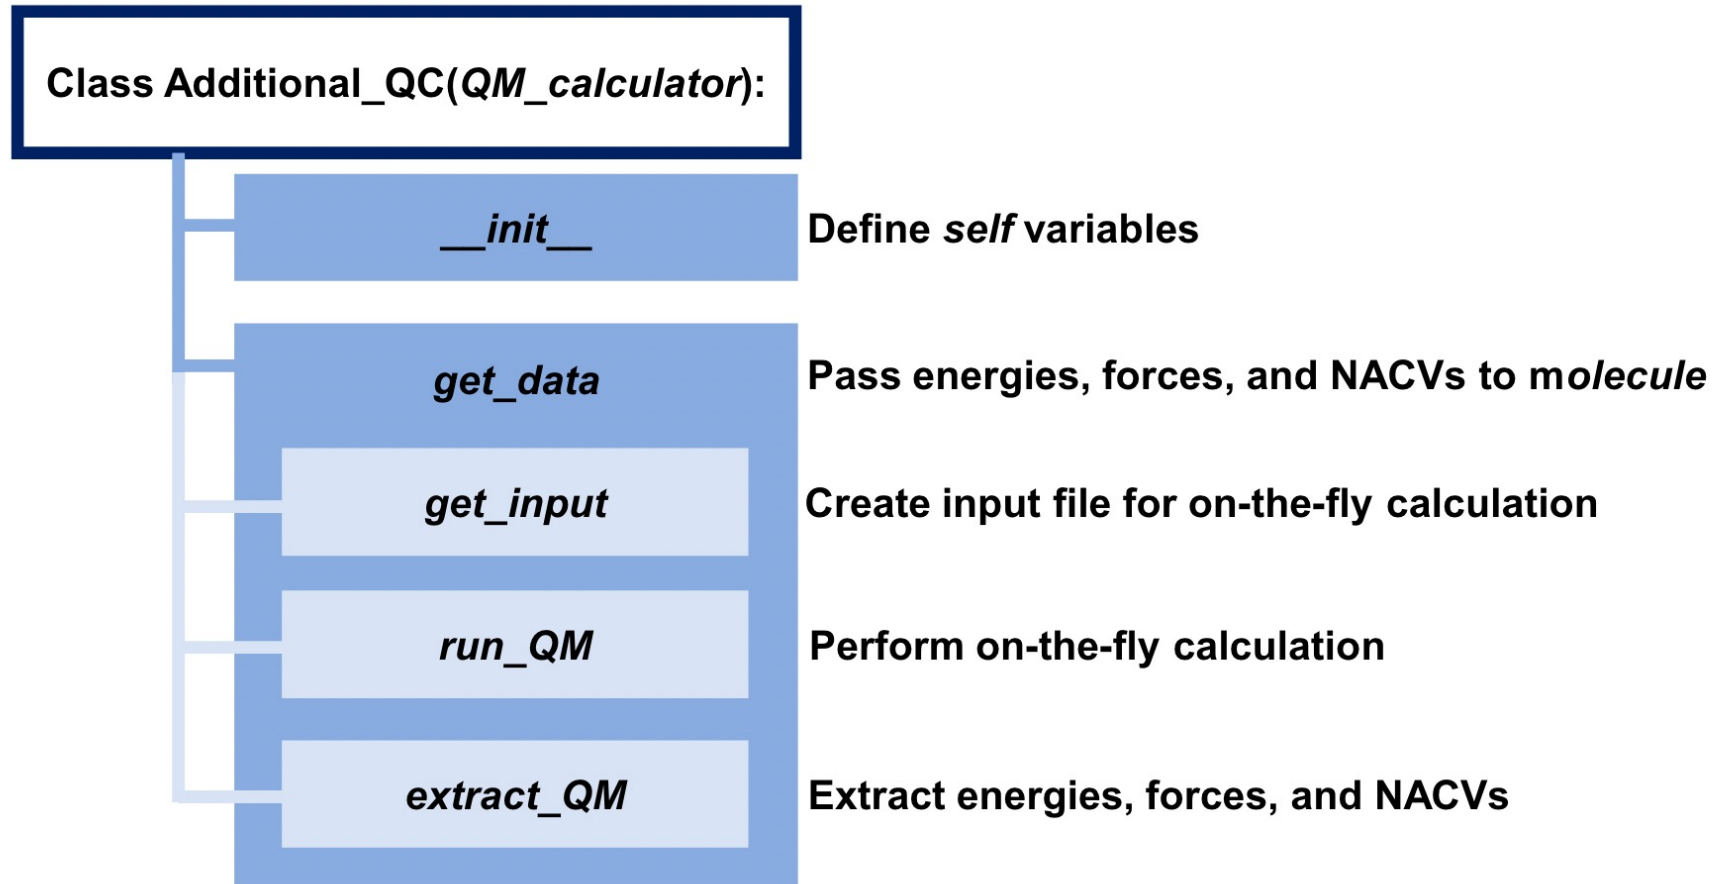 Class Additional_QC(QM_calculator):
__init__ Define self variables
get_data Pass energies, forces, and NACVs to molecule
get_input Create input file for on-the-fly calculation
run_QM Perform on-the-fly calculation
extract_QM Extract energies, forces, and NACVs